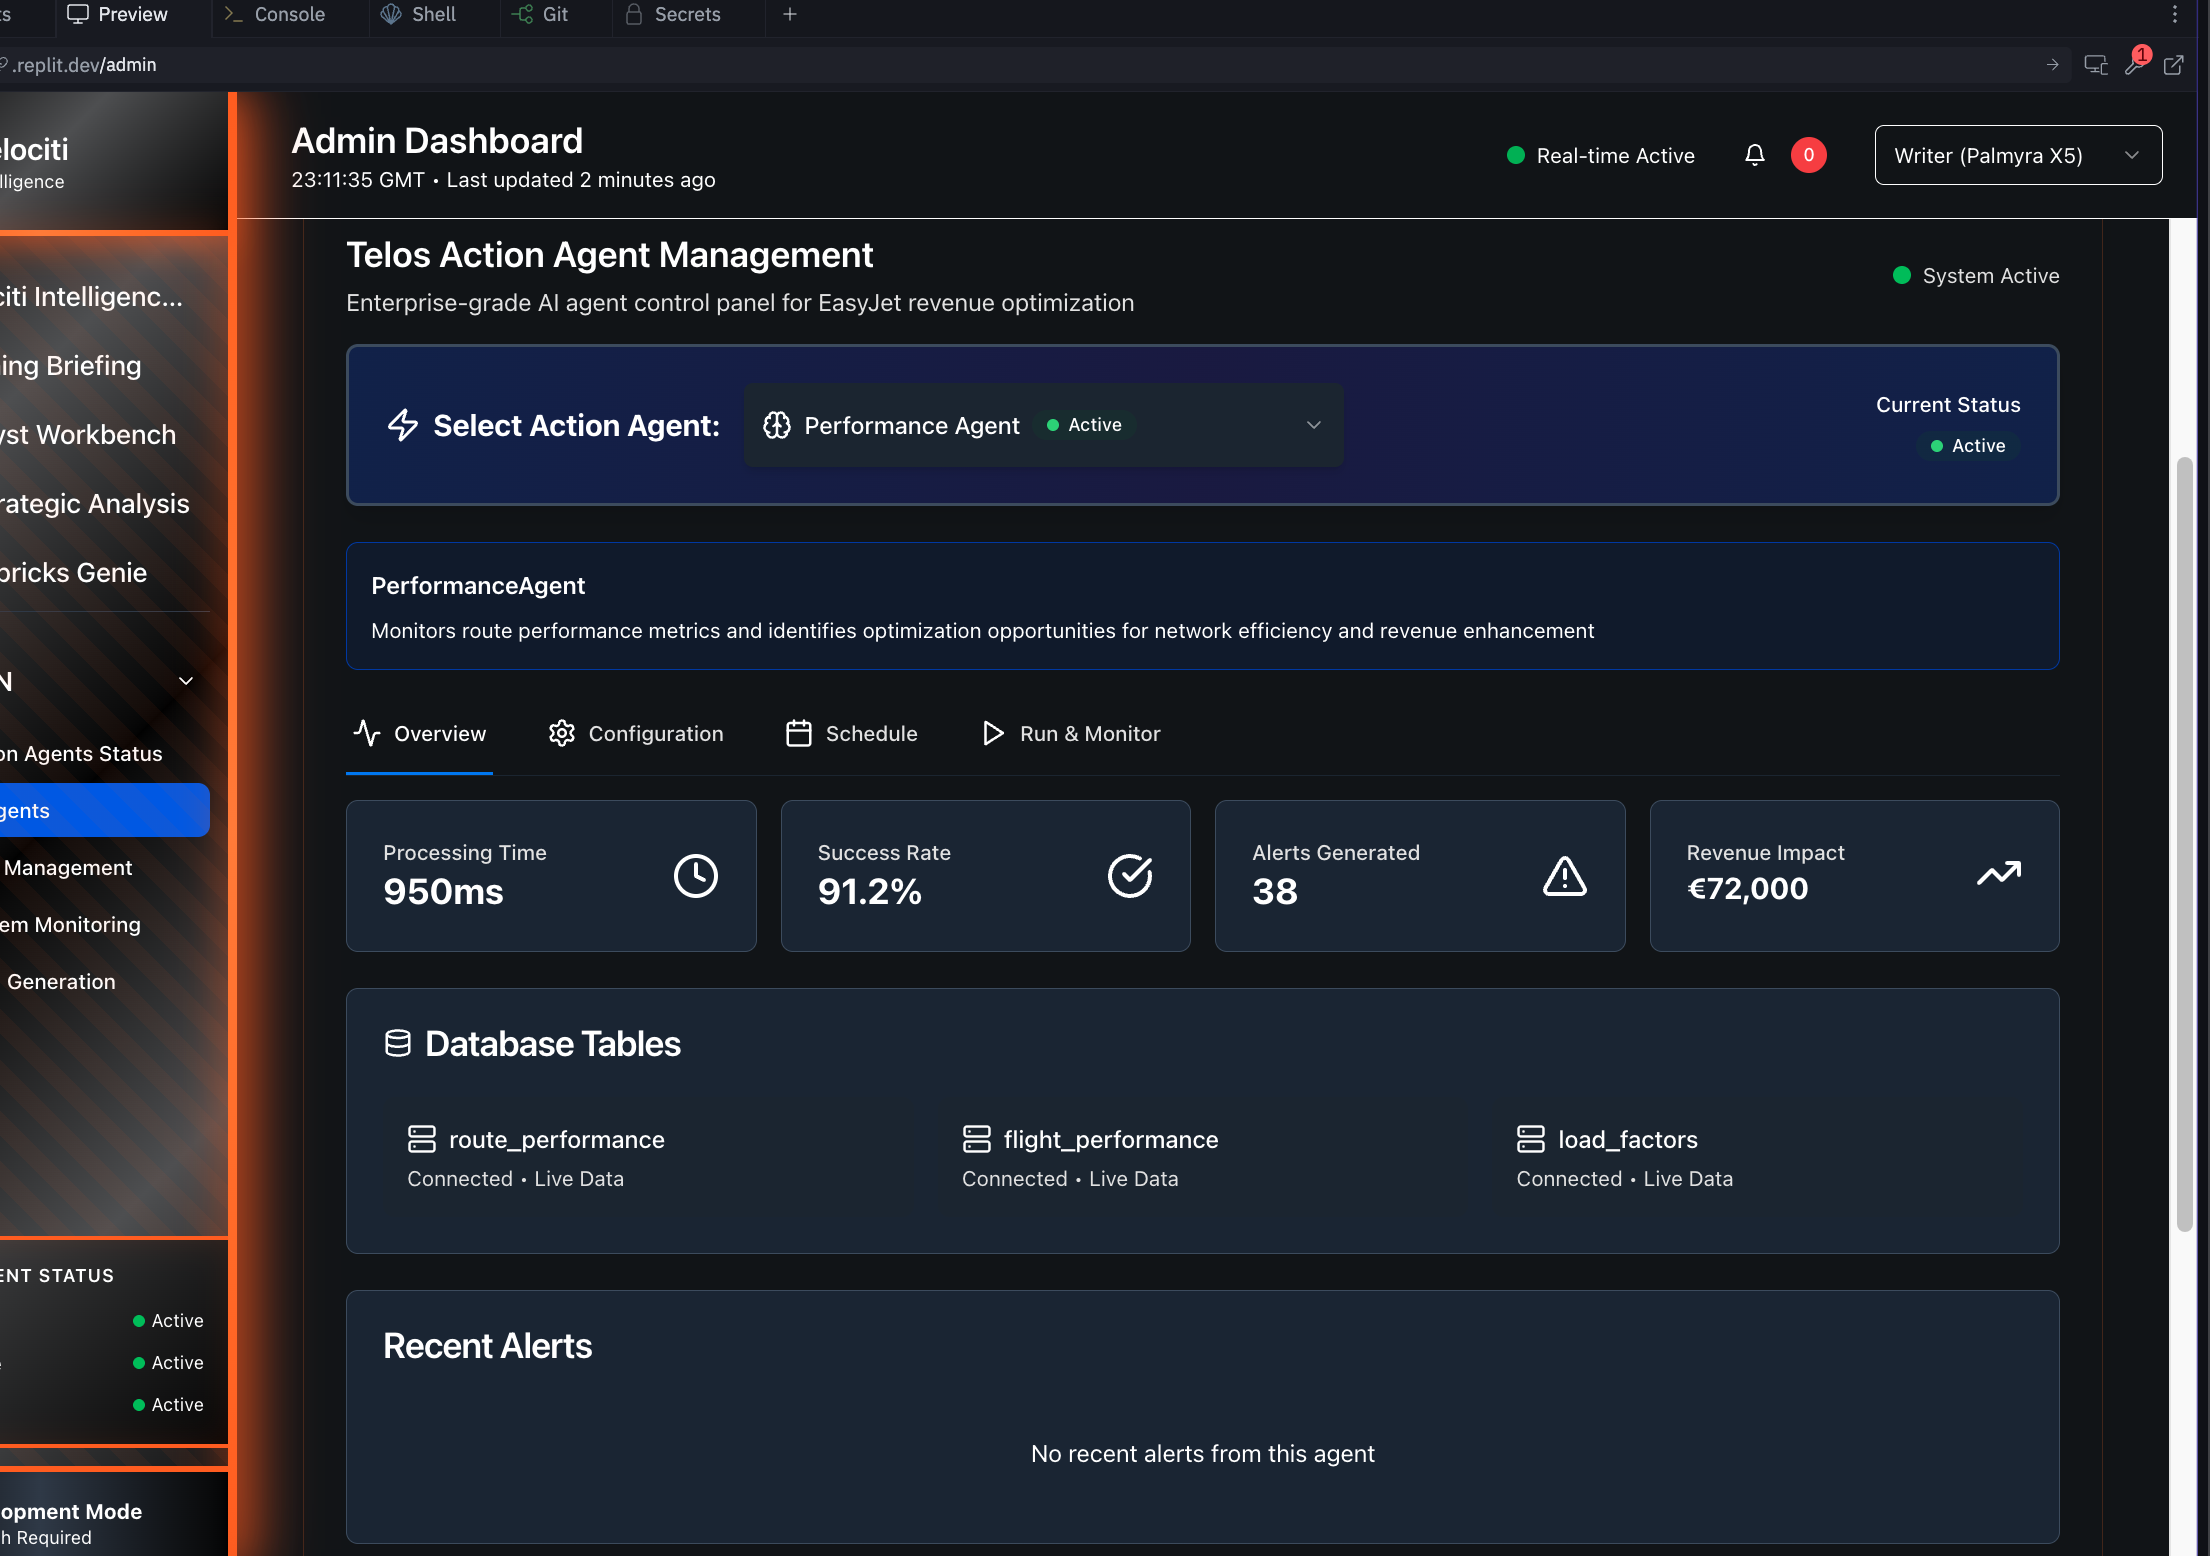 Preview
Console
Shell
Git
Secrets
.replit.dev/admin
1
elociti
lligence
Admin Dashboard
23:11:35 GMT • Last updated 2 minutes ago
Real-time Active
0
Writer (Palmyra X5)
citi Intelligenc...
ing Briefing
yst Workbench
rategic Analysis
bricks Genie
N
on Agents Status
gents
Management
em Monitoring
Generation
ENT STATUS
Active
Active
Active
opment Mode
h Required
Telos Action Agent Management
Enterprise-grade AI agent control panel for EasyJet revenue optimization
System Active
Select Action Agent:
Performance Agent
Active
Current Status
Active
PerformanceAgent
Monitors route performance metrics and identifies optimization opportunities for network efficiency and revenue enhancement
Overview
Configuration
Schedule
Run & Monitor
Processing Time
950ms
Success Rate
91.2%
Alerts Generated
38
Revenue Impact
€72,000
Database Tables
route_performance
Connected • Live Data
flight_performance
Connected • Live Data
load_factors
Connected • Live Data
Recent Alerts
No recent alerts from this agent